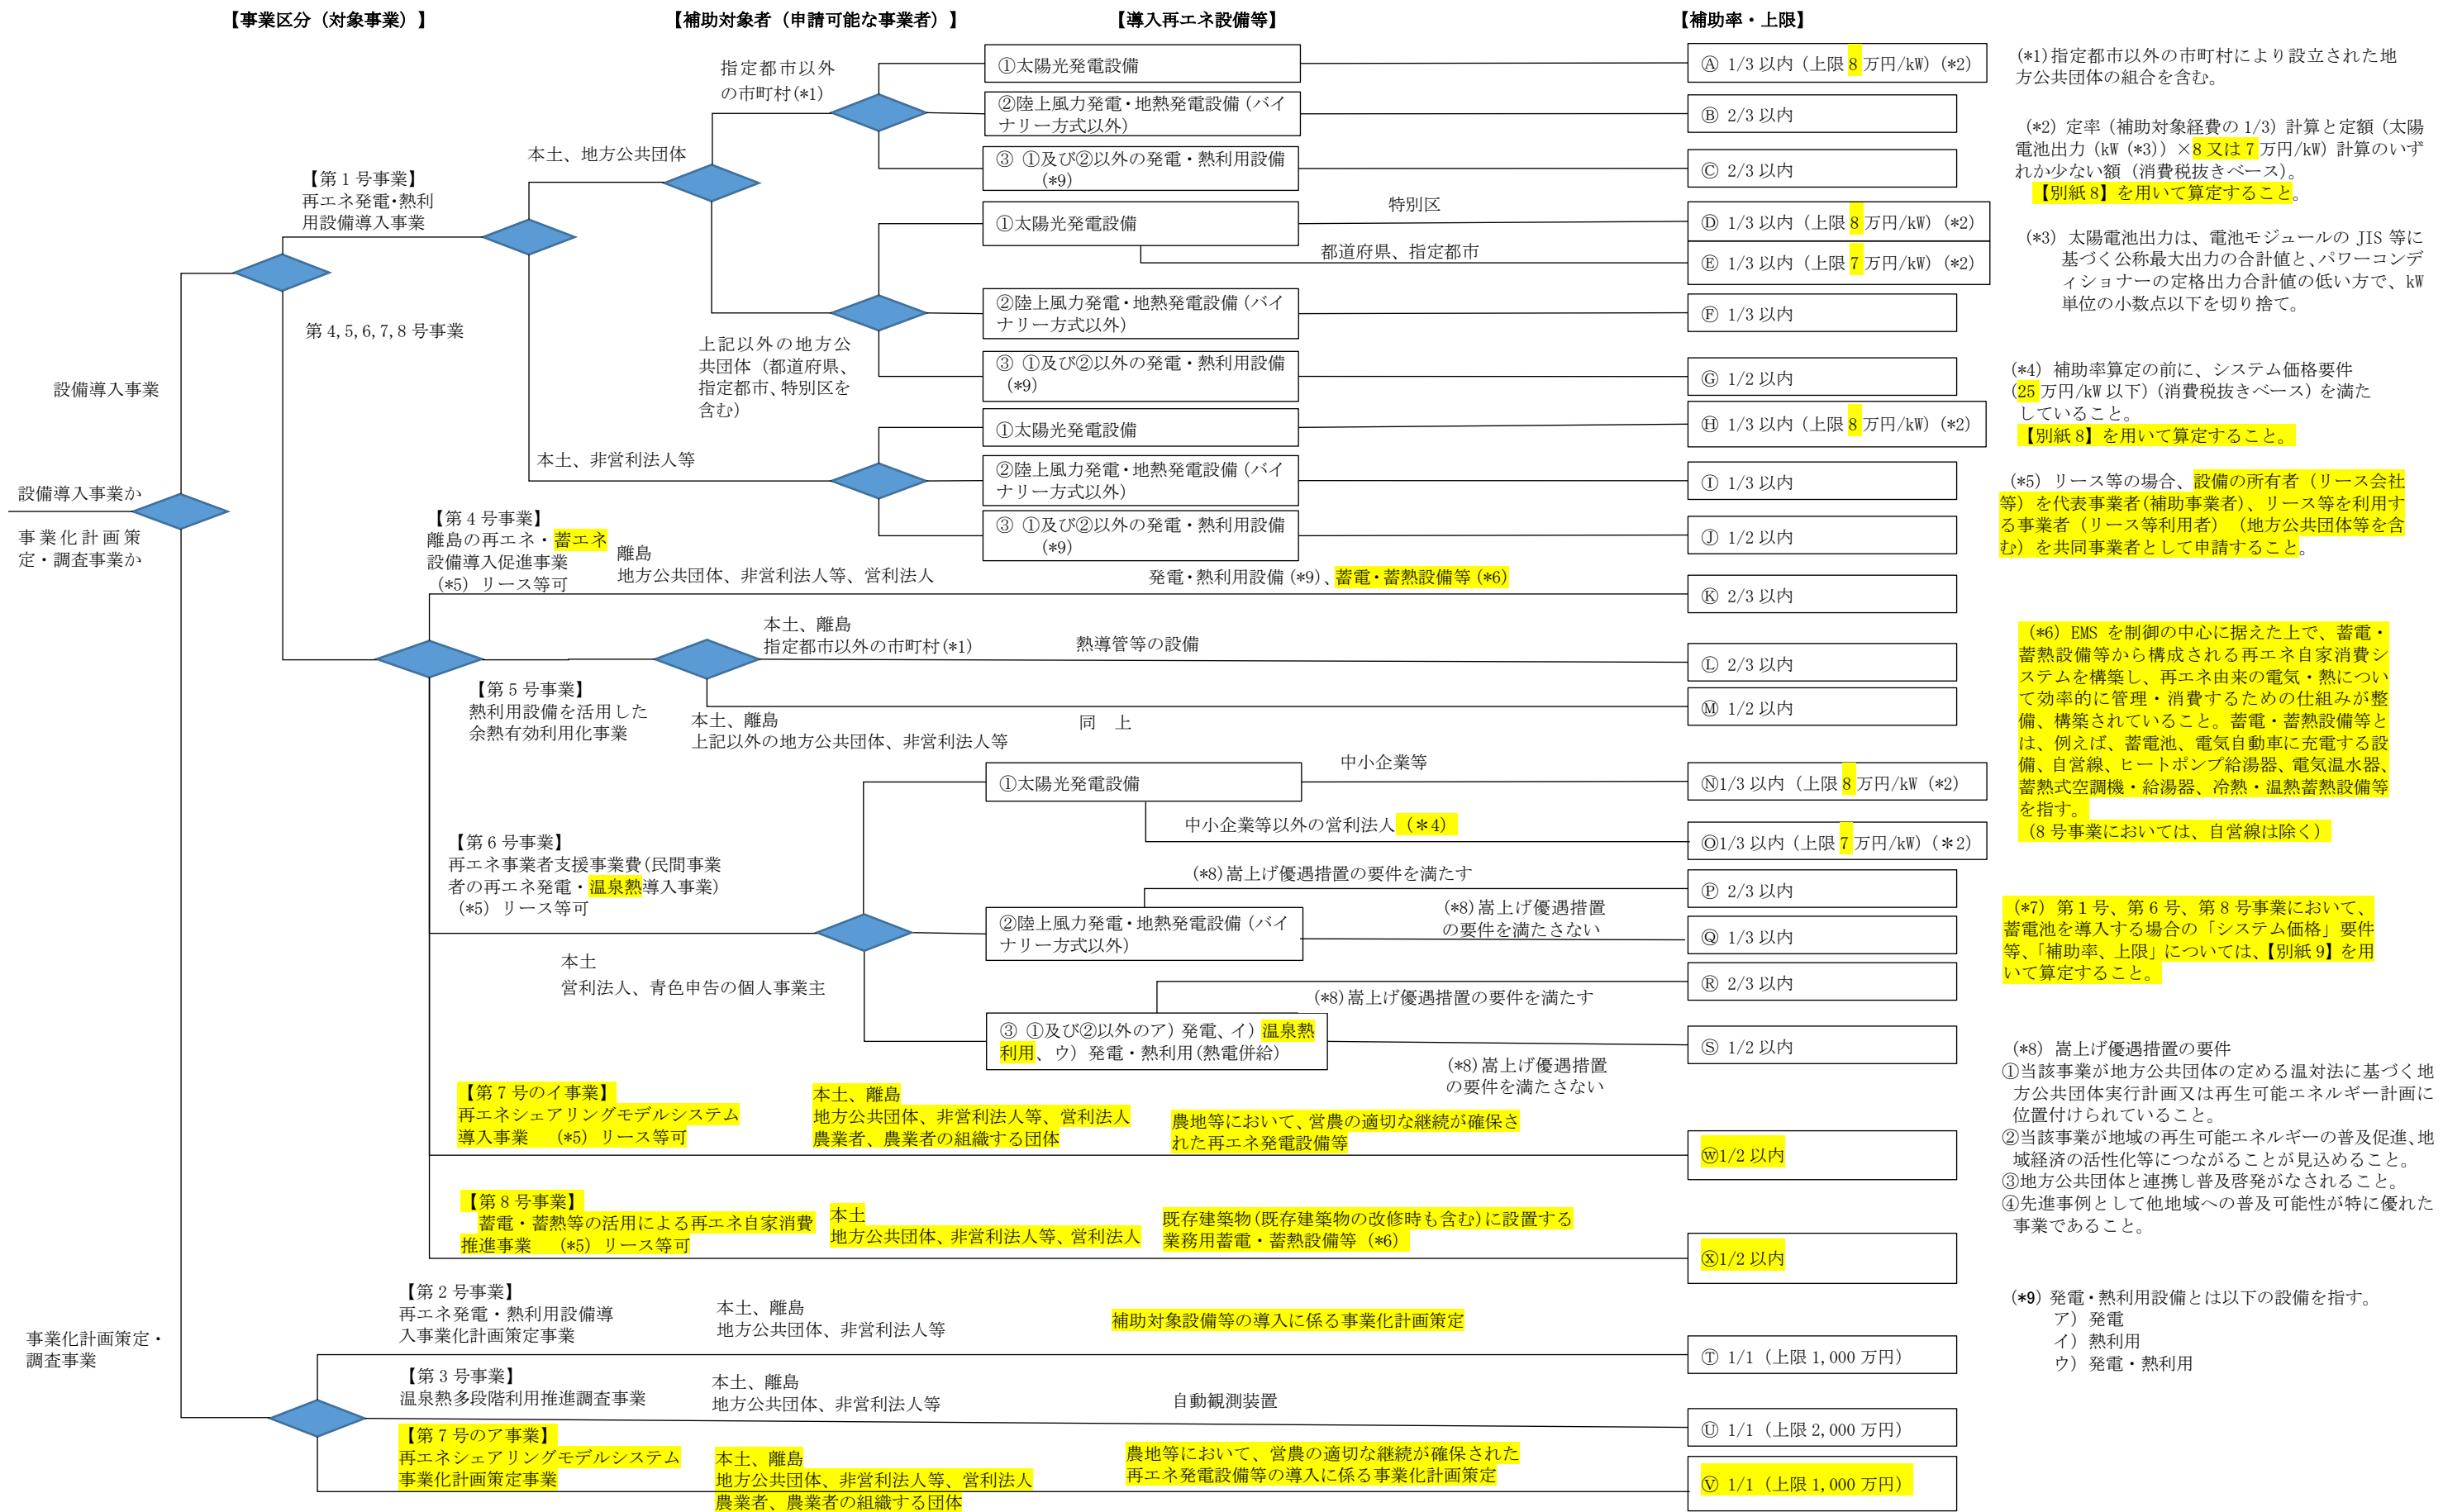 【事業区分（対象事業）】
【補助対象者（申請可能な事業者）】
【導入再エネ設備等】
【補助率・上限】
設備導入事業か
事業化計画策
定・調査事業か
設備導入事業
【第１号事業】
再エネ発電・熱利
用設備導入事業
第 4,5,6,7,8 号事業
本土、地方公共団体
指定都市以外
の市町村(*1)
①太陽光発電設備
Ⓐ 1/3 以内（上限 8 万円/kW）(*2)
②陸上風力発電・地熱発電設備（バイ
ナリー方式以外）
Ⓑ 2/3 以内
③ ①及び②以外の発電・熱利用設備
(*9)
Ⓒ 2/3 以内
上記以外の地方公
共団体（都道府県、
指定都市、特別区を
含む）
①太陽光発電設備
特別区
Ⓓ 1/3 以内（上限 8 万円/kW）(*2)
都道府県、指定都市
Ⓔ 1/3 以内（上限 7 万円/kW）(*2)
②陸上風力発電・地熱発電設備（バイ
ナリー方式以外）
Ⓕ 1/3 以内
③ ①及び②以外の発電・熱利用設備
(*9)
Ⓖ 1/2 以内
本土、非営利法人等
①太陽光発電設備
Ⓗ 1/3 以内（上限 8 万円/kW）(*2)
②陸上風力発電・地熱発電設備（バイ
ナリー方式以外）
Ⓘ 1/3 以内
③ ①及び②以外の発電・熱利用設備
(*9)
Ⓙ 1/2 以内
【第４号事業】
離島の再エネ・蓄エネ
設備導入促進事業
(*5) リース等可
離島
地方公共団体、非営利法人等、営利法人
発電・熱利用設備(*9)、蓄電・蓄熱設備等(*6)
Ⓚ 2/3 以内
【第５号事業】
熱利用設備を活用した
余熱有効利用化事業
本土、離島
指定都市以外の市町村(*1)
熱導管等の設備
Ⓛ 2/3 以内
本土、離島
上記以外の地方公共団体、非営利法人等
同　上
Ⓜ 1/2 以内
【第６号事業】
再エネ事業者支援事業費(民間事業
者の再エネ発電・温泉熱導入事業)
(*5) リース等可
本土
営利法人、青色申告の個人事業主
①太陽光発電設備
中小企業等
Ⓝ1/3 以内（上限 8 万円/kW (*2)
中小企業等以外の営利法人（＊4）
Ⓞ1/3 以内（上限 7 万円/kW）(＊2)
②陸上風力発電・地熱発電設備（バイ
ナリー方式以外）
(*8)嵩上げ優遇措置の要件を満たす
Ⓟ 2/3 以内
(*8)嵩上げ優遇措置
の要件を満たさない
Ⓠ 1/3 以内
③ ①及び②以外のア）発電、イ）温泉熱
利用、ウ）発電・熱利用(熱電併給)
(*8)嵩上げ優遇措置の要件を満たす
Ⓡ 2/3 以内
(*8)嵩上げ優遇措置
の要件を満たさない
Ⓢ 1/2 以内
【第７号のイ事業】
再エネシェアリングモデルシステム
導入事業　(*5) リース等可
本土、離島
地方公共団体、非営利法人等、営利法人
農業者、農業者の組織する団体
農地等において、営農の適切な継続が確保さ
れた再エネ発電設備等
Ⓦ1/2 以内
【第８号事業】
蓄電・蓄熱等の活用による再エネ自家消費
推進事業　(*5) リース等可
本土
地方公共団体、非営利法人等、営利法人
既存建築物(既存建築物の改修時も含む)に設置する
業務用蓄電・蓄熱設備等 (*6)
Ⓧ1/2 以内
事業化計画策定・
調査事業
【第２号事業】
再エネ発電・熱利用設備導
入事業化計画策定事業
本土、離島
地方公共団体、非営利法人等
補助対象設備等の導入に係る事業化計画策定
Ⓣ 1/1（上限 1,000 万円）
【第３号事業】
温泉熱多段階利用推進調査事業
本土、離島
地方公共団体、非営利法人等
自動観測装置
Ⓤ 1/1（上限 2,000 万円）
【第７号のア事業】
再エネシェアリングモデルシステム
事業化計画策定事業
本土、離島
地方公共団体、非営利法人等、営利法人
農業者、農業者の組織する団体
農地等において、営農の適切な継続が確保された
再エネ発電設備等の導入に係る事業化計画策定
Ⓥ 1/1（上限 1,000 万円）
(*1)指定都市以外の市町村により設立された地
方公共団体の組合を含む。
(*2) 定率（補助対象経費の 1/3）計算と定額（太陽
電池出力（kW (*3)）×8 又は 7 万円/kW）計算のいず
れか少ない額（消費税抜きベース）。
【別紙８】を用いて算定すること。
(*3) 太陽電池出力は、電池モジュールの JIS 等に
基づく公称最大出力の合計値と、パワーコンデ
ィショナーの定格出力合計値の低い方で、kW
単位の小数点以下を切り捨て。
(*4) 補助率算定の前に、システム価格要件
(25 万円/kW 以下)（消費税抜きベース）を満た
していること。
【別紙８】を用いて算定すること。
(*5) リース等の場合、設備の所有者（リース会社
等）を代表事業者(補助事業者)、リース等を利用す
る事業者（リース等利用者）（地方公共団体等を含
む）を共同事業者として申請すること。
(*6) EMS を制御の中心に据えた上で、蓄電・
蓄熱設備等から構成される再エネ自家消費シ
ステムを構築し、再エネ由来の電気・熱につい
て効率的に管理・消費するための仕組みが整
備、構築されていること。蓄電・蓄熱設備等と
は、例えば、蓄電池、電気自動車に充電する設
備、自営線、ヒートポンプ給湯器、電気温水器、
蓄熱式空調機・給湯器、冷熱・温熱蓄熱設備等
を指す。
（８号事業においては、自営線は除く）
(*7) 第１号、第６号、第８号事業において、
蓄電池を導入する場合の「システム価格」要件
等、「補助率、上限」については、【別紙９】を用
いて算定すること。
(*8) 嵩上げ優遇措置の要件
①当該事業が地方公共団体の定める温対法に基づく地
方公共団体実行計画又は再生可能エネルギー計画に
位置付けられていること。
②当該事業が地域の再生可能エネルギーの普及促進、地
域経済の活性化等につながることが見込めること。
③地方公共団体と連携し普及啓発がなされること。
④先進事例として他地域への普及可能性が特に優れた
事業であること。
(*9) 発電・熱利用設備とは以下の設備を指す。
ア）発電
イ）熱利用
ウ）発電・熱利用